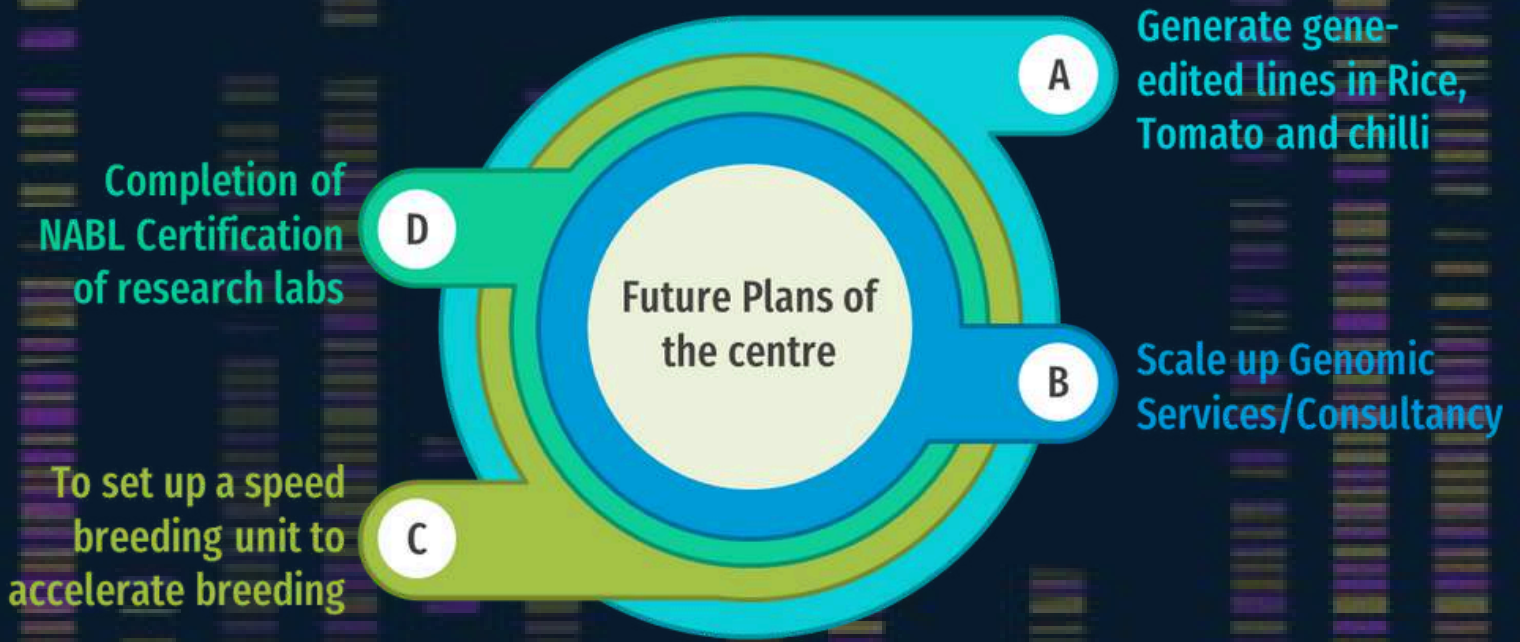 Future Plans of
the centre
A
Generate gene-
edited lines in Rice,
Tomato and chilli
B
Scale up Genomic
Services/Consultancy
C
To set up a speed
breeding unit to
accelerate breeding
D
Completion of
NABL Certification
of research labs